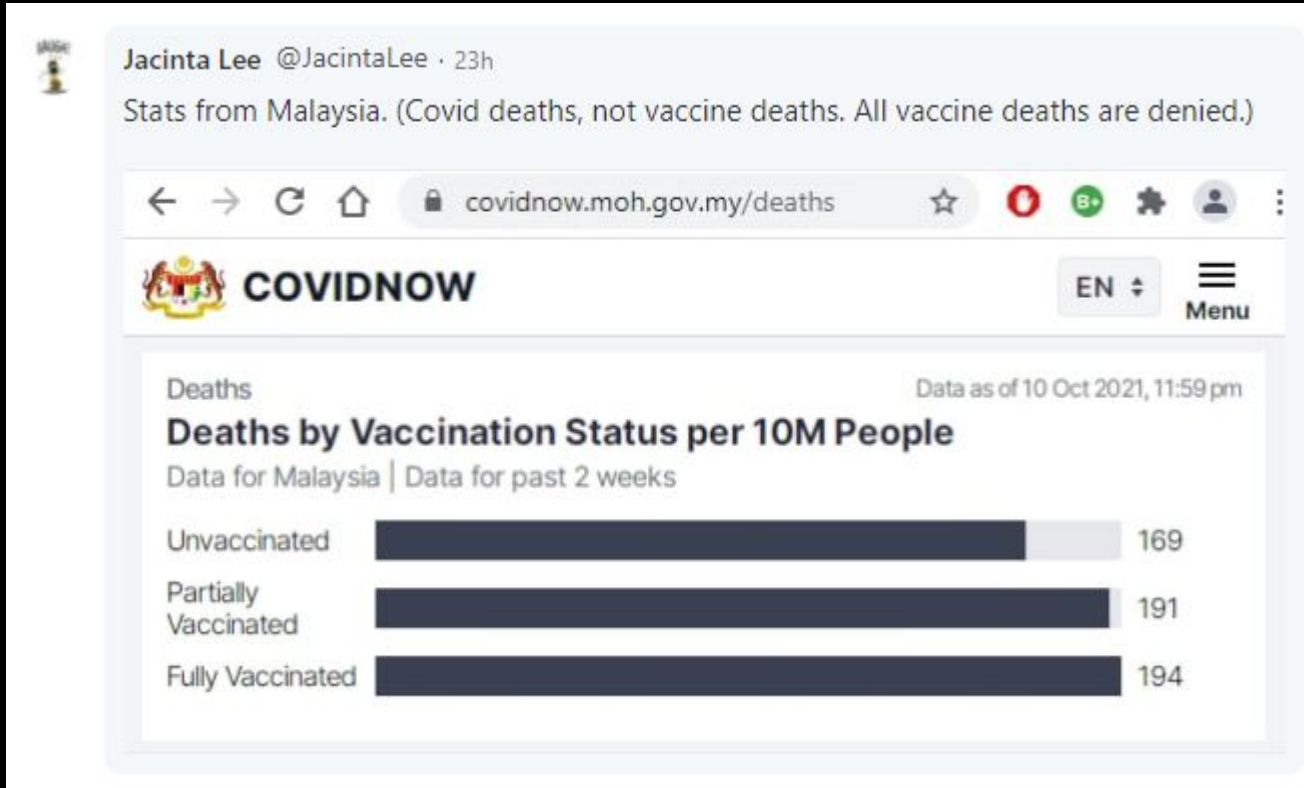 Jacinta Lee @JacintaLee · 23h
Stats from Malaysia. (Covid deaths, not vaccine deaths. All vaccine deaths are denied.)
covidnow.moh.gov.my/deaths
B+
COVIDNOW
EN
Menu
Deaths
Data as of 10 Oct 2021, 11:59 pm
Deaths by Vaccination Status per 10M People
Data for Malaysia | Data for past 2 weeks
Unvaccinated 169
Partially
Vaccinated 191
Fully Vaccinated 194